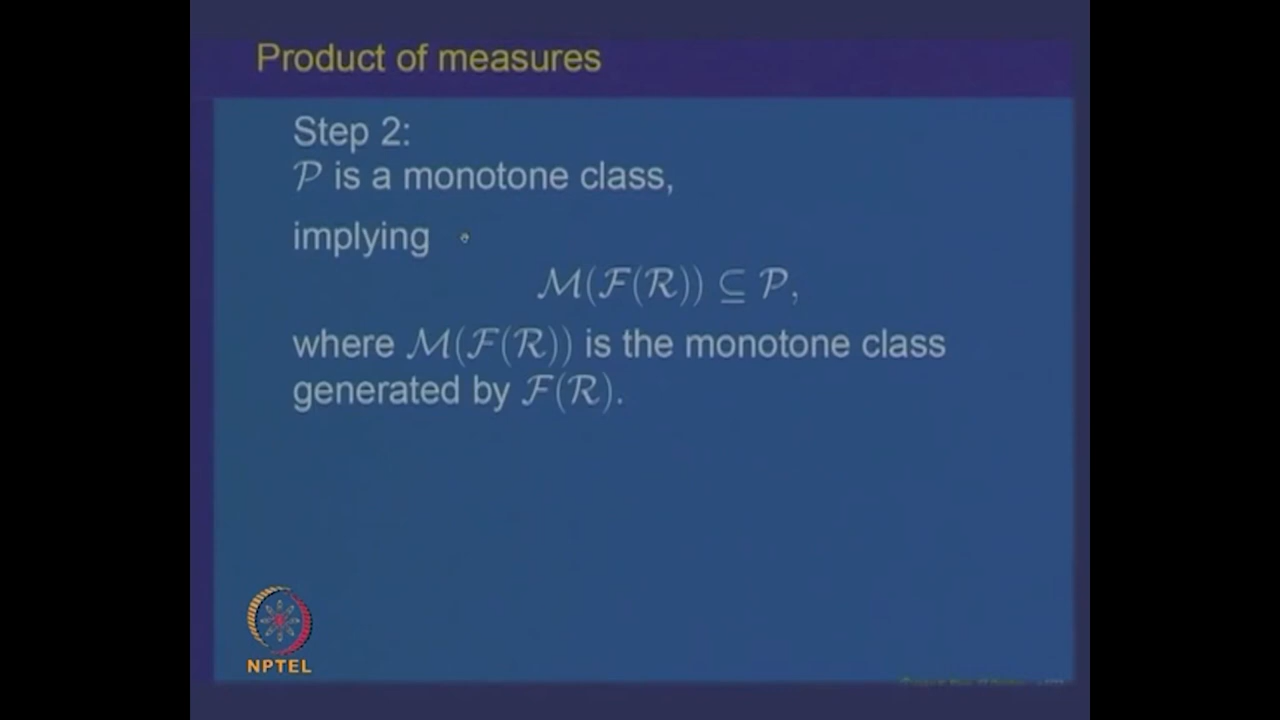 Product of measures
Step 2:
𝒫 is a monotone class,
implying
ℳ(ℱ(ℛ)) ⊆ 𝒫,
where ℳ(ℱ(ℛ)) is the monotone class
generated by ℱ(ℛ).
NPTEL